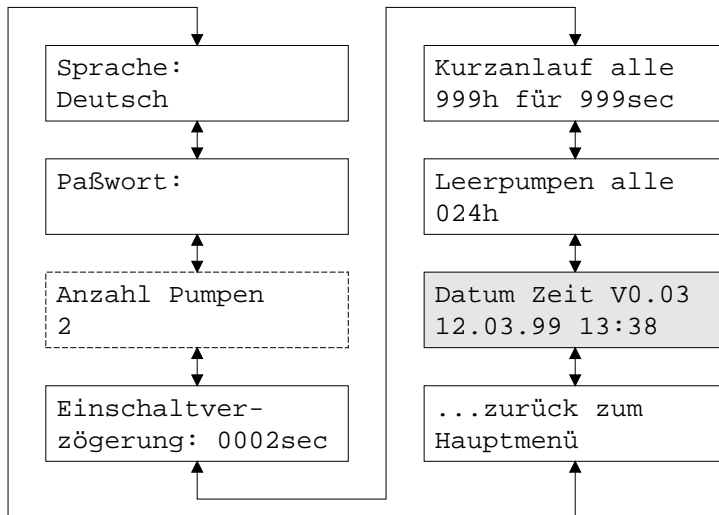 Sprache:
Deutsch
Paßwort:
Anzahl Pumpen
2
Einschaltver-
zögerung: 0002sec
Kurzanlauf alle
999h für 999sec
Leerpumpen alle
024h
Datum Zeit V0.03
12.03.99 13:38
...zurück zum
Hauptmenü